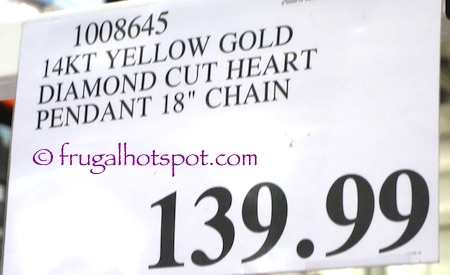 1008645
14KT YELLOW GOLD
DIAMOND CUT HEART
PENDANT 18" CHAIN
© frugalhotspot.com
139.99